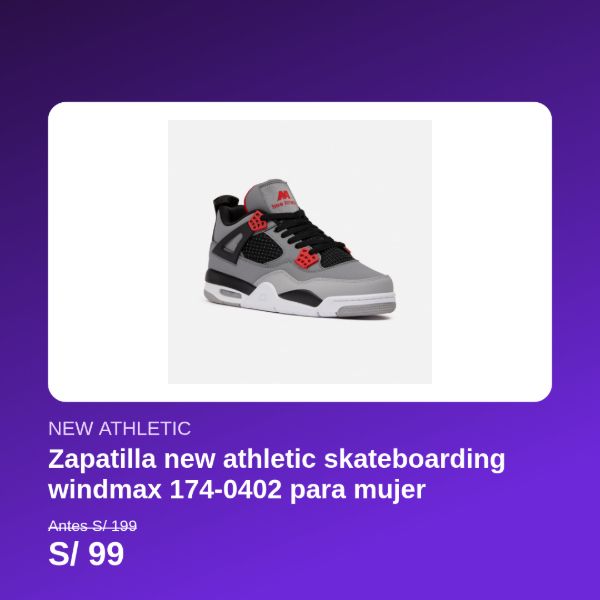 NEW ATHLETIC
Zapatilla new athletic skateboarding
windmax 174-0402 para mujer
Antes S/ 199
S/ 99